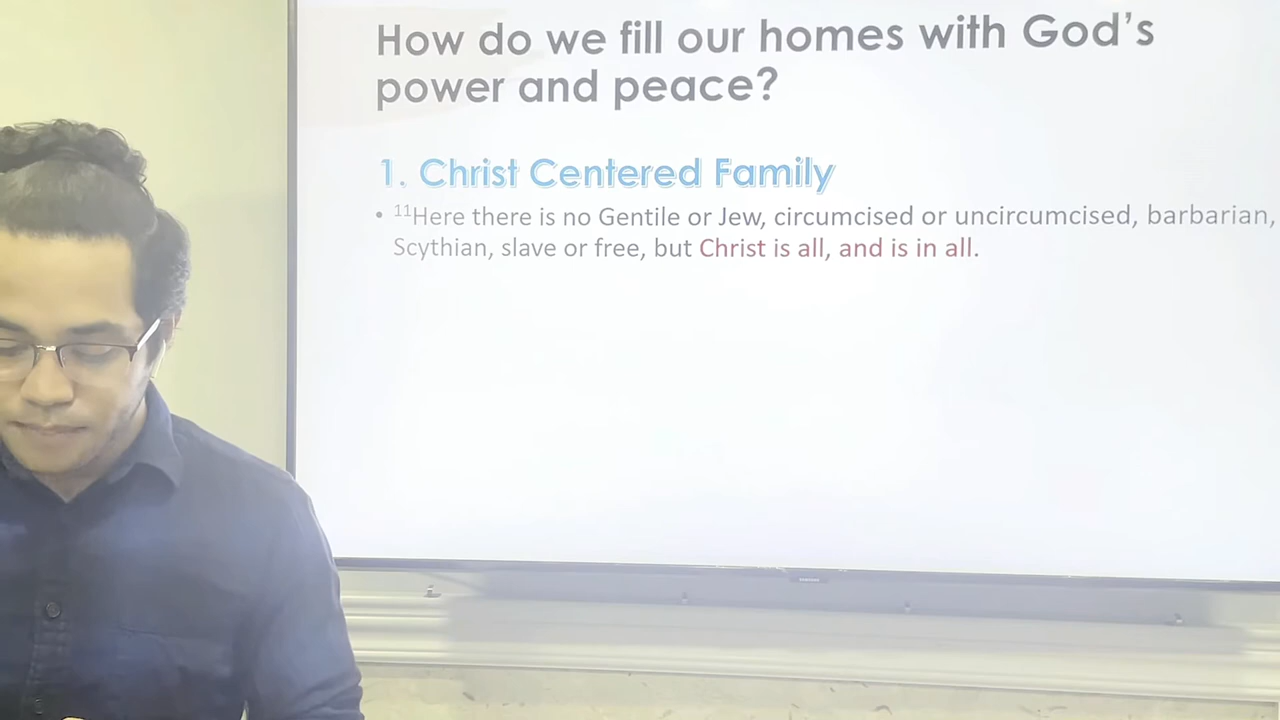 How do we fill our homes with God's
power and peace?
1. Christ Centered Family
• ¹¹Here there is no Gentile or Jew, circumcised or uncircumcised, barbarian,
Scythian, slave or free, but Christ is all, and is in all.
SAMSUNG